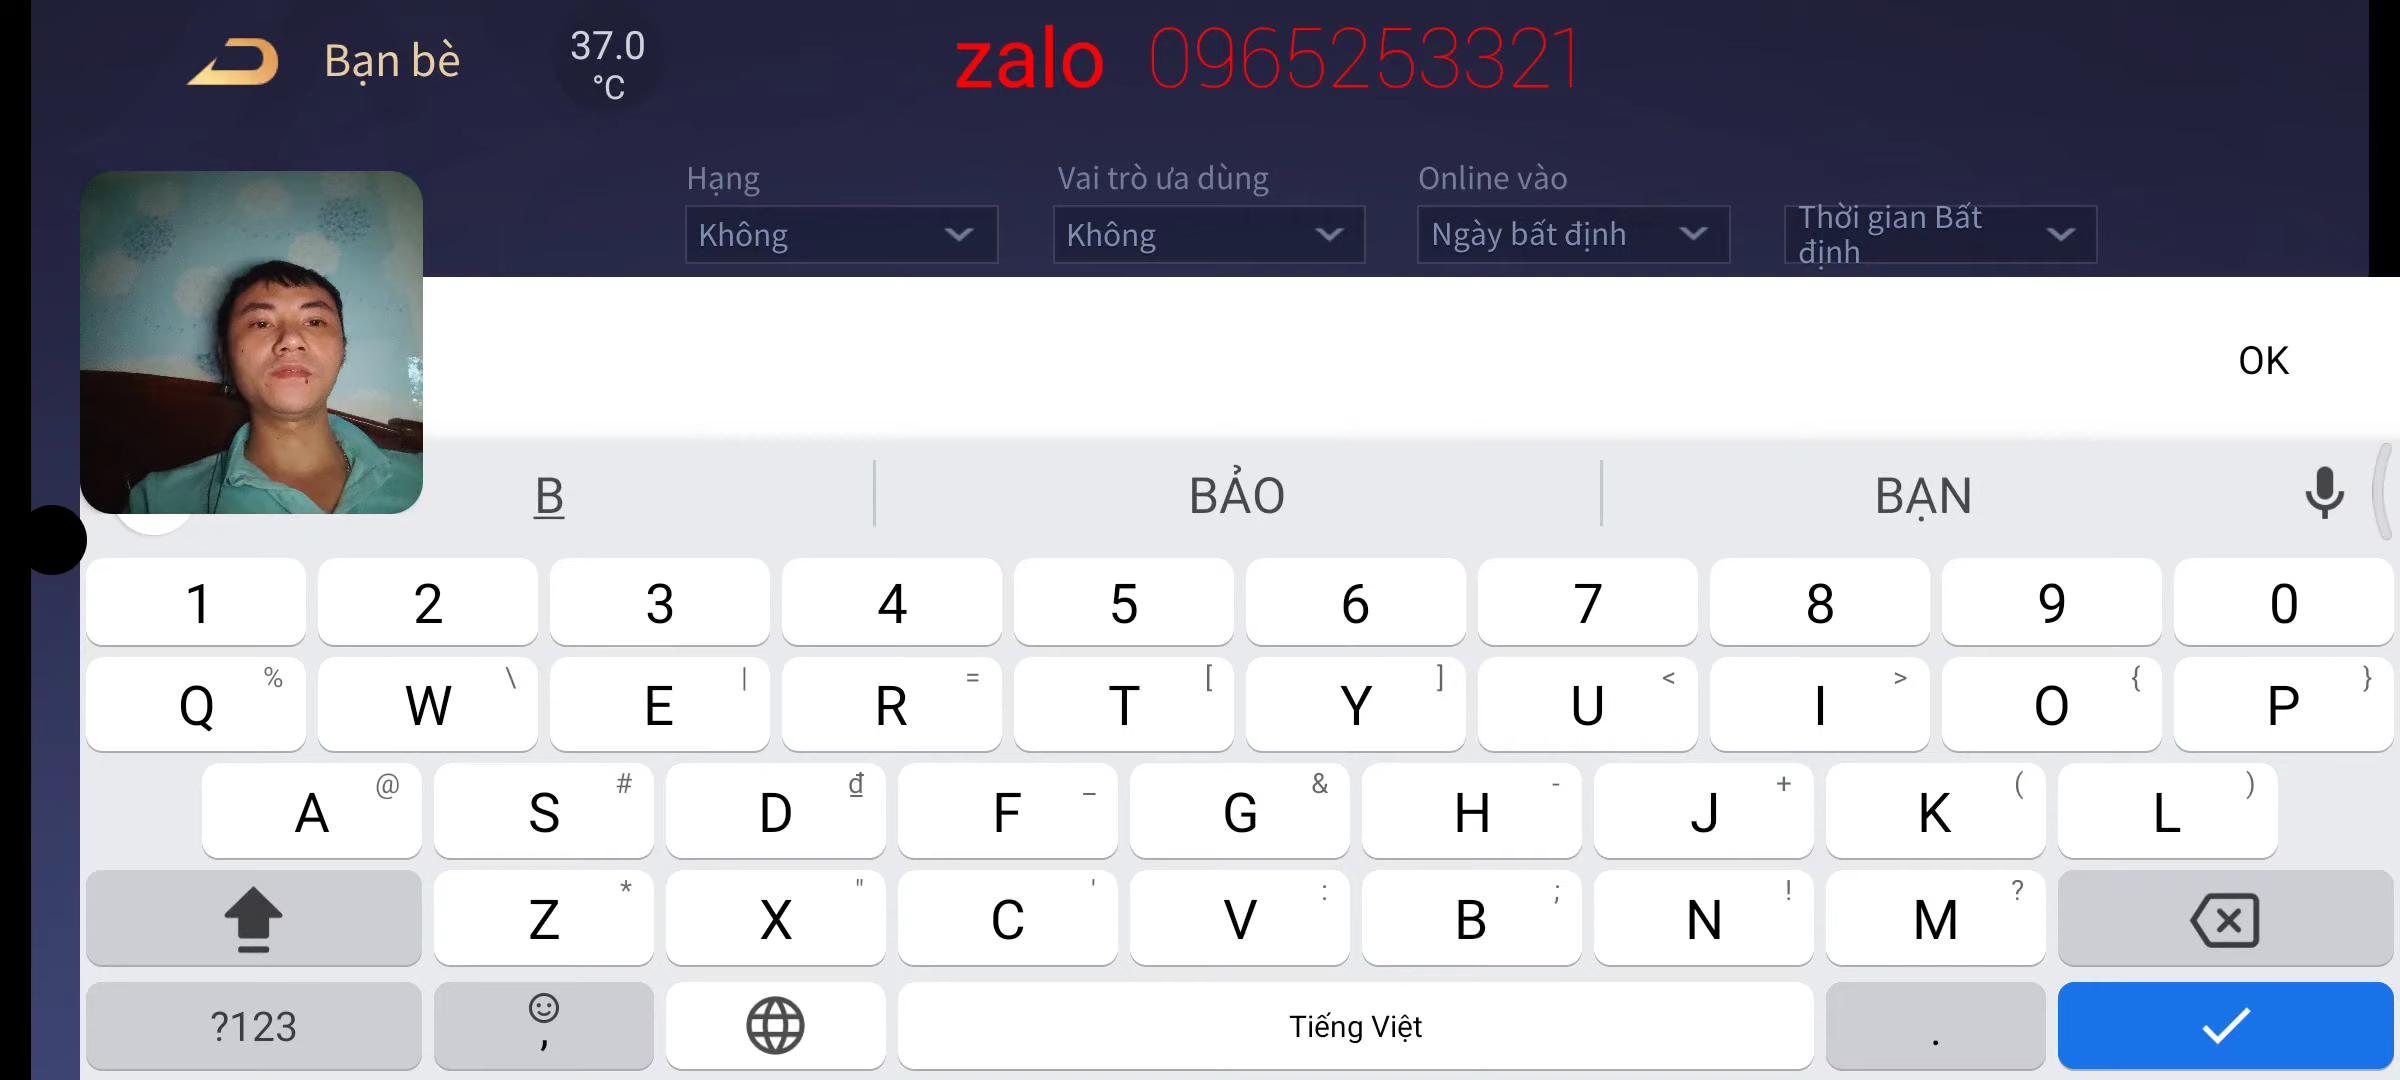 Bạn bè
37.0
°C
zalo 0965253321
Hạng
Vai trò ưa dùng
Online vào
Không
Không
Ngày bất định
Thời gian Bất
định
OK
B
BẢO
BẠN
1 2 3 4 5 6 7 8 9 0
Q % W \ E | R = T [ Y ] U < I > O { P }
A @ S # D đ F _ G & H - J + K ( L )
Z * X " C ' V : B ; N ! M ?
?123 , Tiếng Việt .